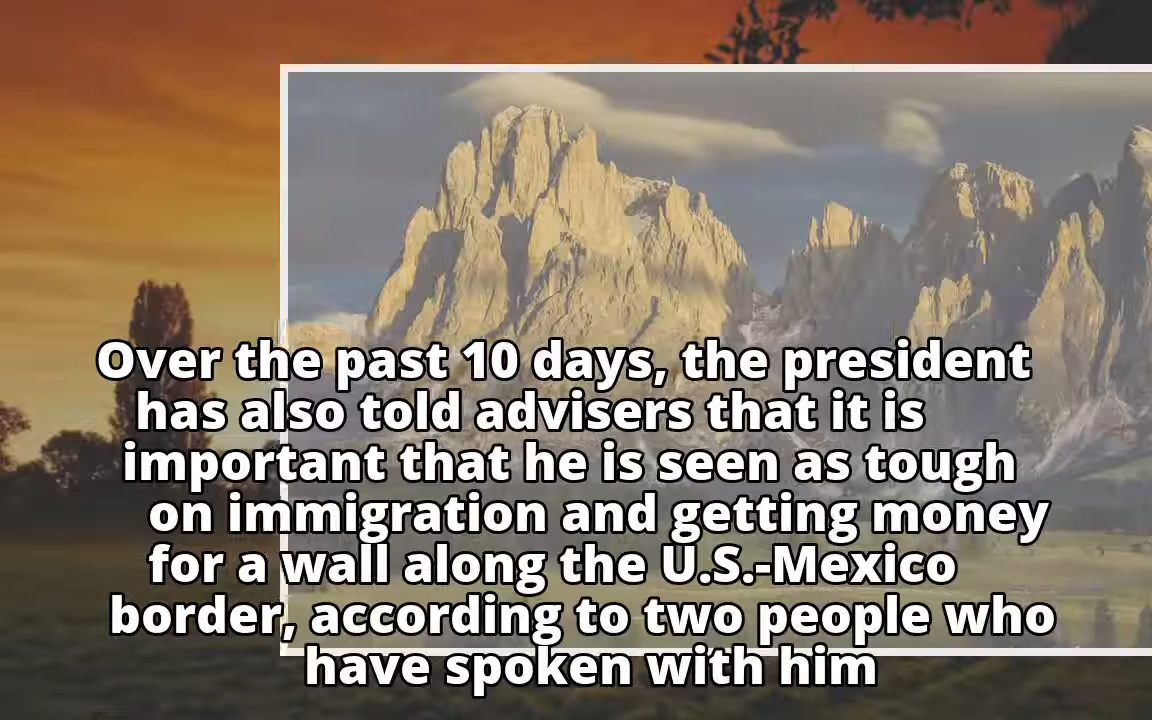 Over the past 10 days, the president
has also told advisers that it is
important that he is seen as tough
on immigration and getting money
for a wall along the U.S.-Mexico
border, according to two people who
have spoken with him